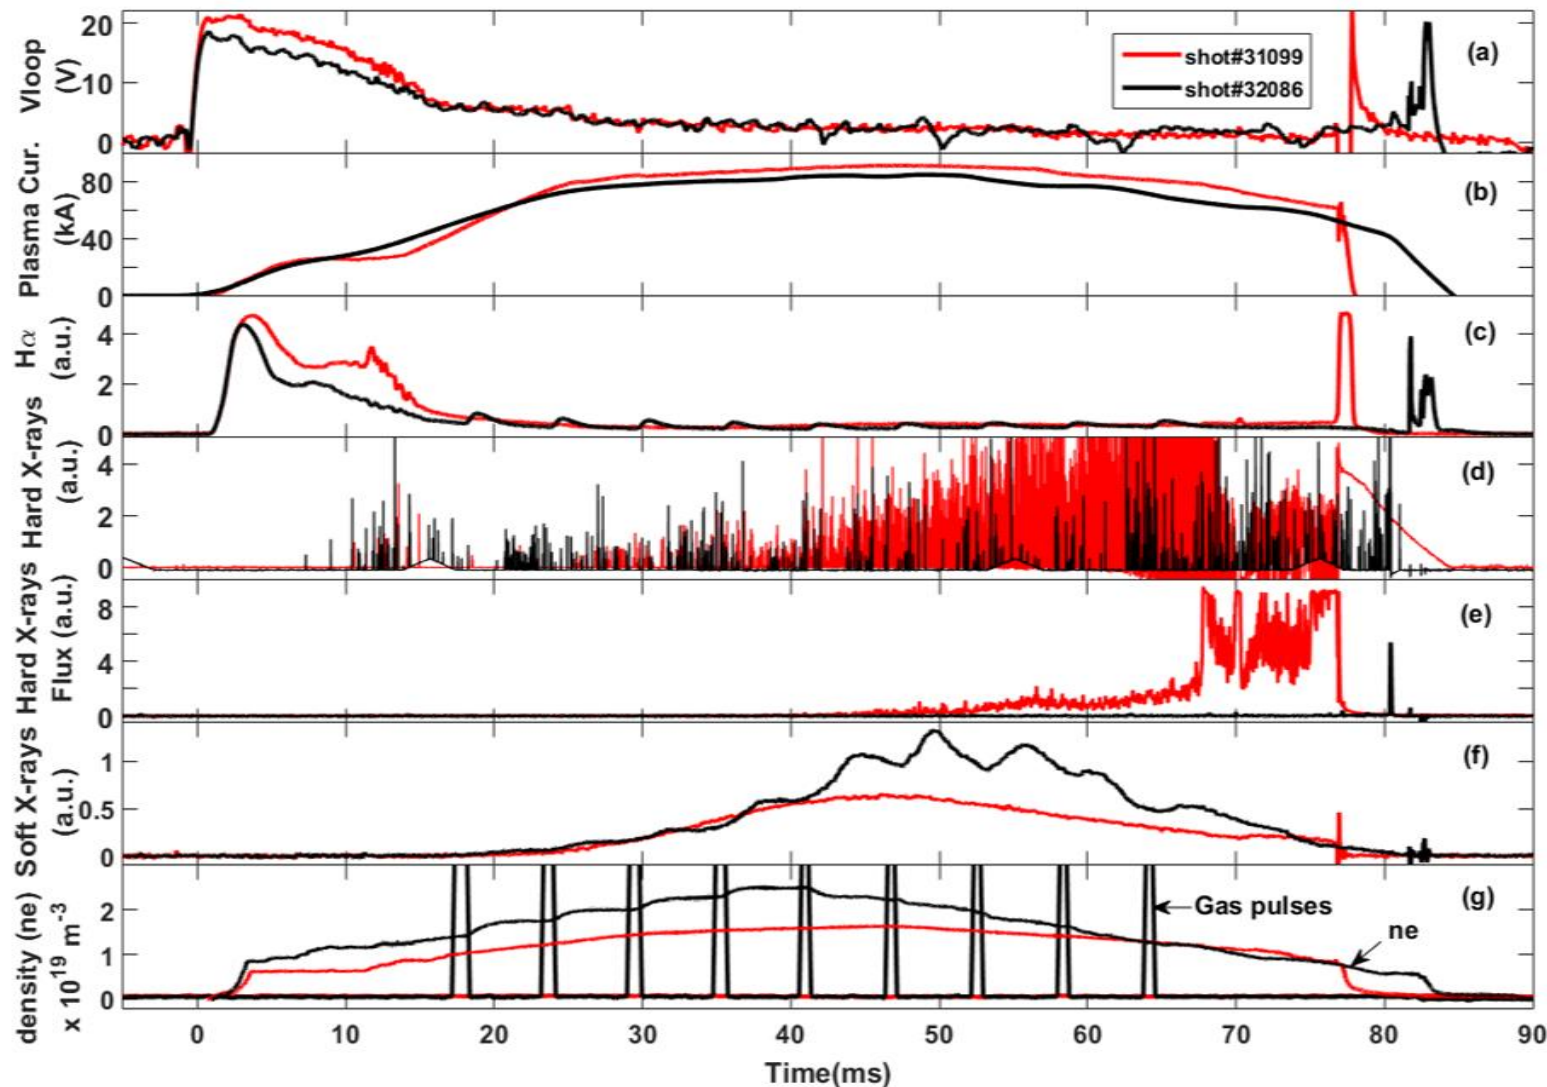 Vloop
(V)
20
10
0
(a)
shot#31099
shot#32086
Plasma Cur.
(kA)
80
40
0
(b)
Hα
(a.u.)
4
2
0
(c)
Hard X-rays
(a.u.)
4
2
0
(d)
Hard X-rays
Flux (a.u.)
8
4
0
(e)
Soft X-rays
(a.u.)
1
0.5
0
(f)
density (ne)
x 10^19 m^-3
2
1
0
(g)
Gas pulses
ne
0 10 20 30 40 50 60 70 80 90
Time(ms)